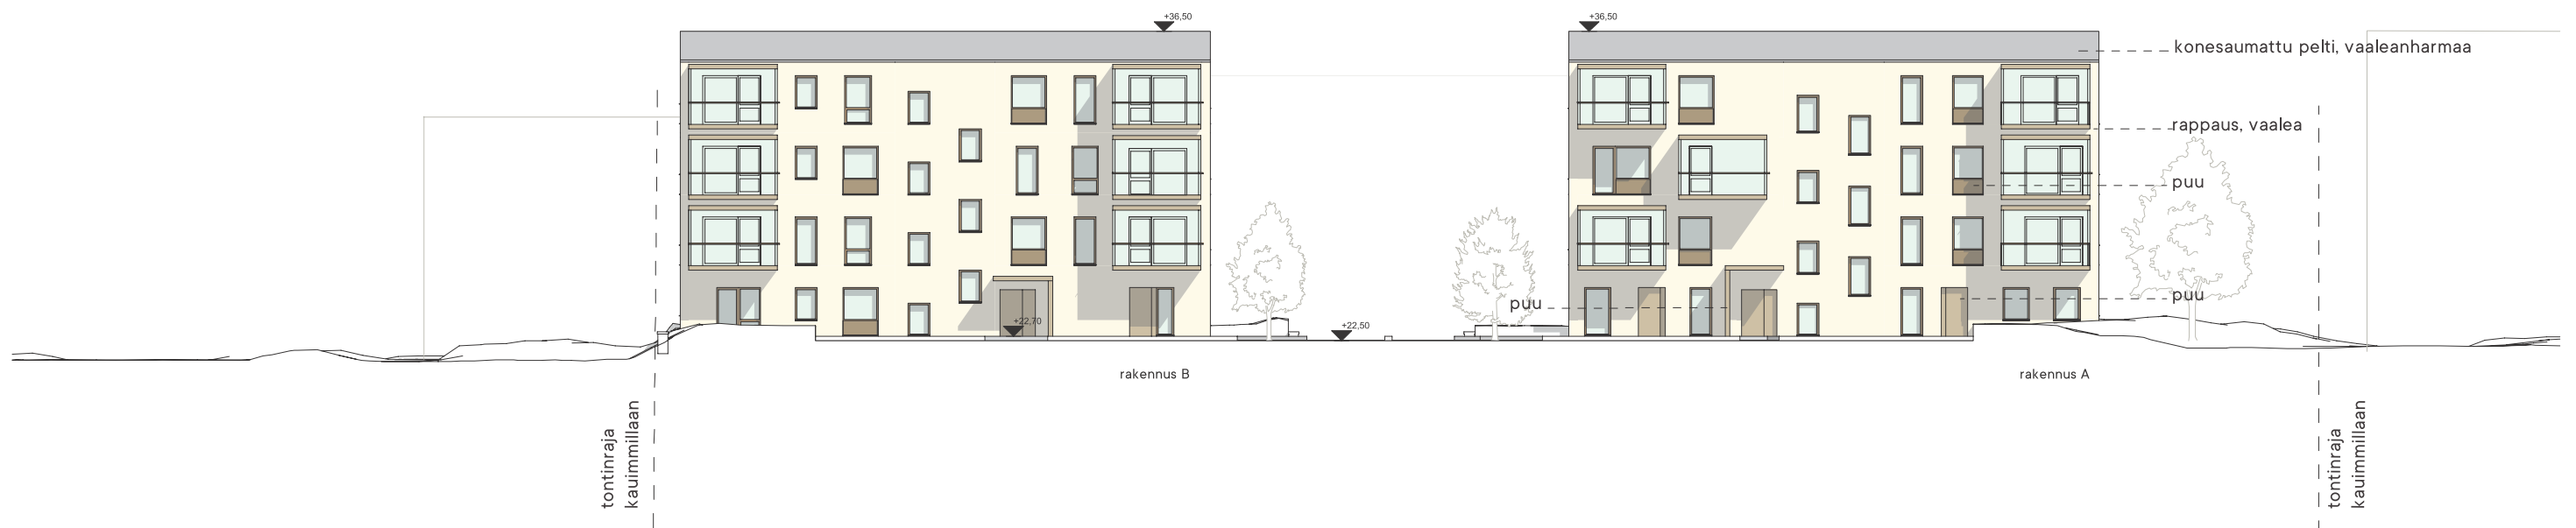 +36,50
+36,50
konesaumattu pelti, vaaleanharmaa
rappaus, vaalea
puu
puu
puu
+22,70
+22,50
rakennus B
rakennus A
tontinraja
kauimmillaan
tontinraja
kauimmillaan